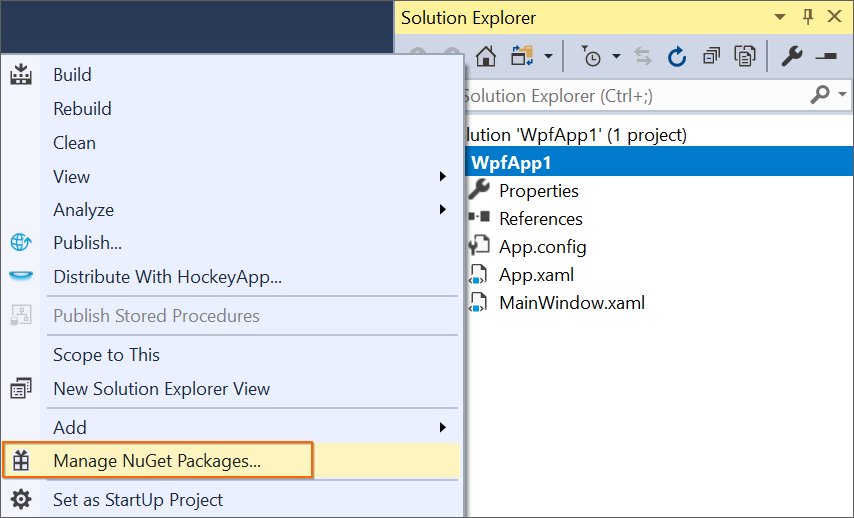 Solution Explorer
Solution Explorer (Ctrl+;)
lution 'WpfApp1' (1 project)
WpfApp1
Properties
References
App.config
App.xaml
MainWindow.xaml
Build
Rebuild
Clean
View
Analyze
Publish...
Distribute With HockeyApp...
Publish Stored Procedures
Scope to This
New Solution Explorer View
Add
Manage NuGet Packages...
Set as StartUp Project